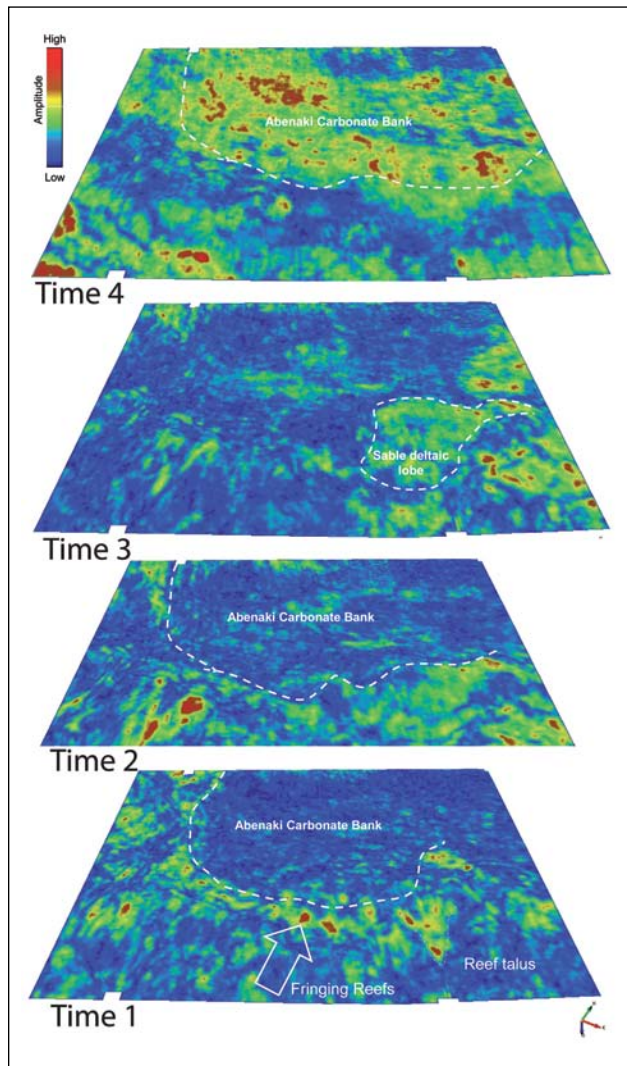 High
Amplitude
Low
Abenaki Carbonate Bank
Time 4
Sable deltaic
lobe
Time 3
Abenaki Carbonate Bank
Time 2
Abenaki Carbonate Bank
Reef talus
Fringing Reefs
Time 1